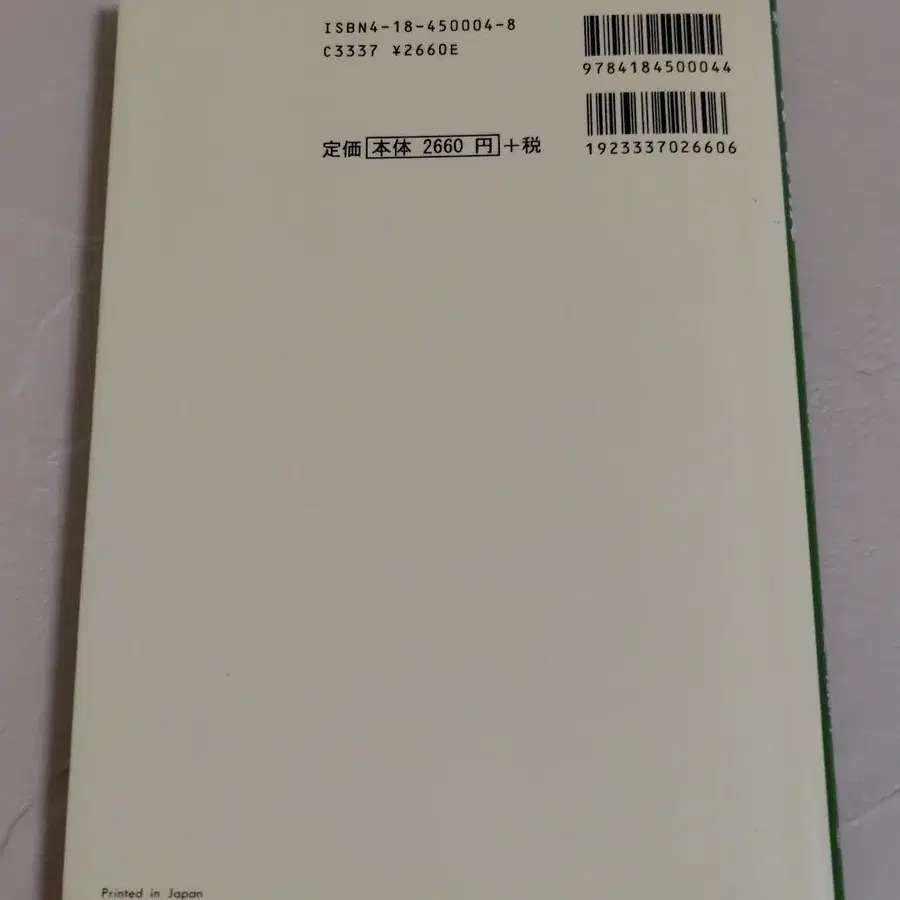 ISBN4-18-450004-8
C3337 ¥2660E
定価 本体 2660 円 +税
9784184500044
1923337026606
Printed in Japan